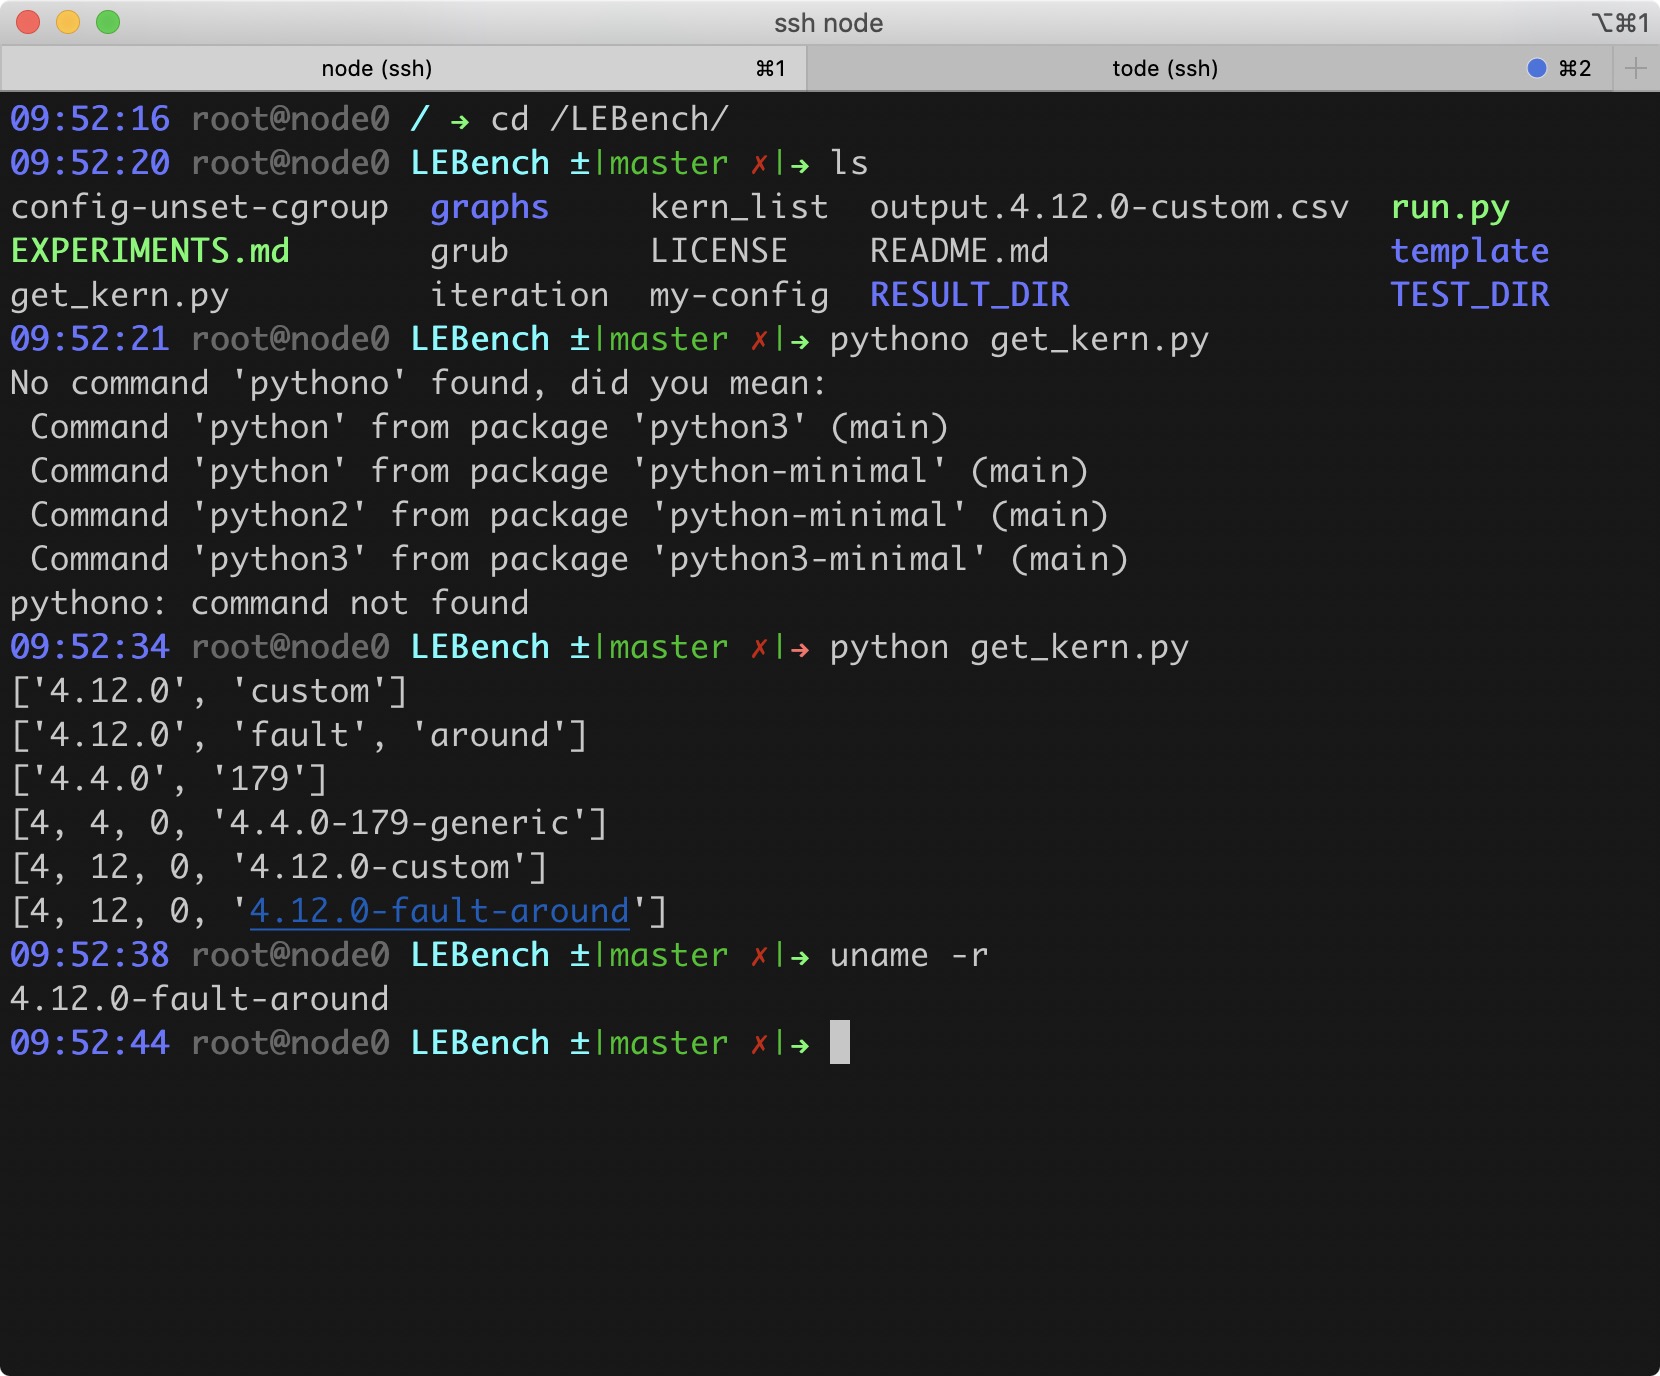 ssh node ⌥⌘1
node (ssh) ⌘1 tode (ssh) ⌘2 +
09:52:16 root@node0 / → cd /LEBench/
09:52:20 root@node0 LEBench ±|master ✗|→ ls
config-unset-cgroup  graphs     kern_list  output.4.12.0-custom.csv  run.py
EXPERIMENTS.md       grub       LICENSE    README.md                 template
get_kern.py          iteration  my-config  RESULT_DIR                TEST_DIR
09:52:21 root@node0 LEBench ±|master ✗|→ pythono get_kern.py
No command 'pythono' found, did you mean:
 Command 'python' from package 'python3' (main)
 Command 'python' from package 'python-minimal' (main)
 Command 'python2' from package 'python-minimal' (main)
 Command 'python3' from package 'python3-minimal' (main)
pythono: command not found
09:52:34 root@node0 LEBench ±|master ✗|→ python get_kern.py
['4.12.0', 'custom']
['4.12.0', 'fault', 'around']
['4.4.0', '179']
[4, 4, 0, '4.4.0-179-generic']
[4, 12, 0, '4.12.0-custom']
[4, 12, 0, '4.12.0-fault-around']
09:52:38 root@node0 LEBench ±|master ✗|→ uname -r
4.12.0-fault-around
09:52:44 root@node0 LEBench ±|master ✗|→